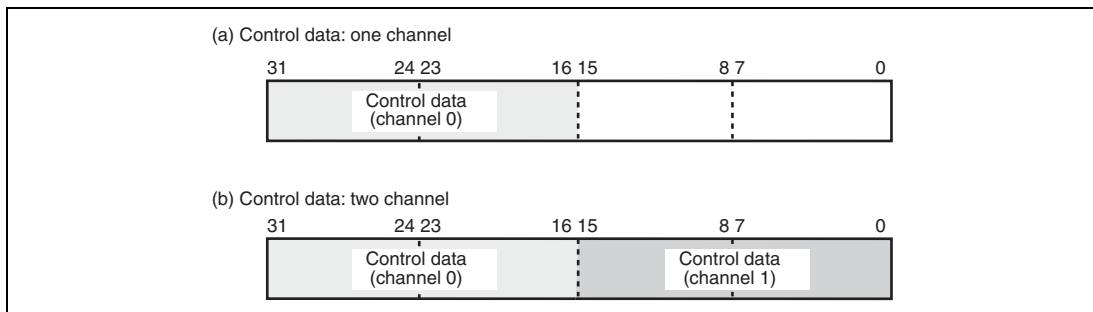 (a) Control data: one channel
31 24 23 16 15 8 7 0
Control data
(channel 0)
(b) Control data: two channel
31 24 23 16 15 8 7 0
Control data
(channel 0)
Control data
(channel 1)